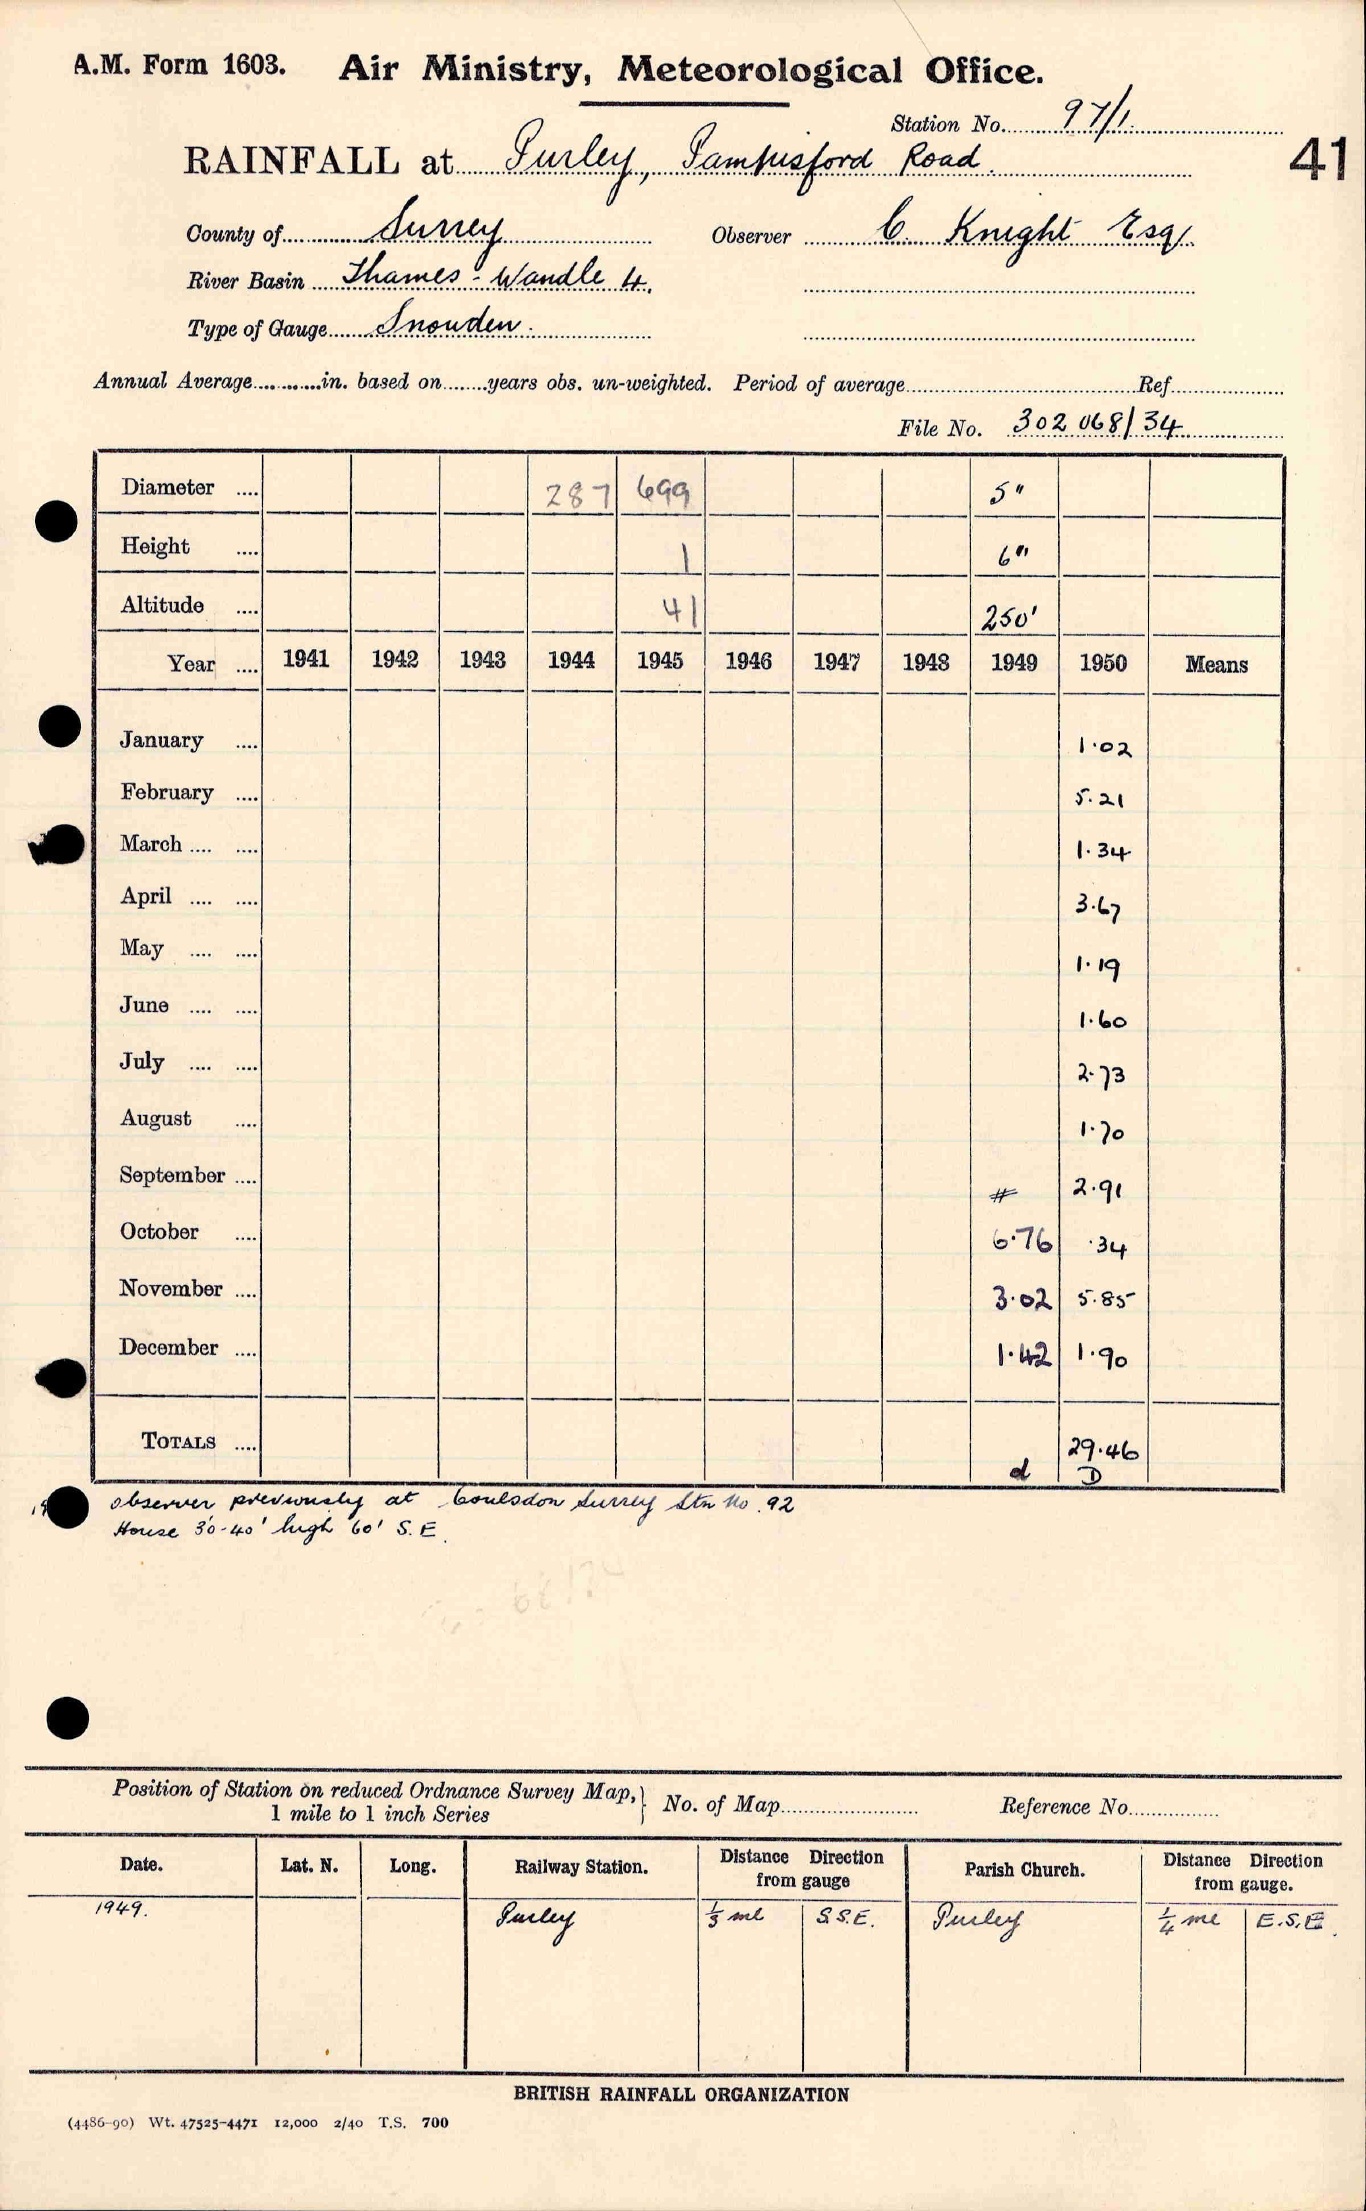 A.M. Form 1603. Air Ministry, Meteorological Office.
Station No. 97/1.
RAINFALL at Purley, Pampisford Road. 41
County of Surrey Observer C. Knight Esq.
River Basin Thames - Wandle 4.
Type of Gauge Snowden.
Annual Average............in. based on........years obs. un-weighted. Period of average............Ref............
File No. 302068/34
Diameter .... 287 699 5"
Height .... 1 6"
Altitude .... 41 250'
Year .... 1941 1942 1943 1944 1945 1946 1947 1948 1949 1950 Means
January .... 1.02
February .... 5.21
March .... .... 1.34
April .... .... 3.67
May .... .... 1.19
June .... .... 1.60
July .... .... 2.73
August .... 1.70
September .... # 2.91
October .... 6.76 .34
November .... 3.02 5.85
December .... 1.42 1.90
TOTALS .... 29.46
d D
Observer previously at Coulsdon Surrey Stn No. 92
House 30-40' high 60' S.E.
Position of Station on reduced Ordnance Survey Map,} No. of Map............ Reference No............
1 mile to 1 inch Series
Date. Lat. N. Long. Railway Station. Distance Direction from gauge Parish Church. Distance Direction from gauge.
1949. Purley 1/3 ml S.S.E. Purley 1/4 ml E.S.E.
BRITISH RAINFALL ORGANIZATION
(4486-90) Wt. 47525-4471 12,000 2/40 T.S. 700